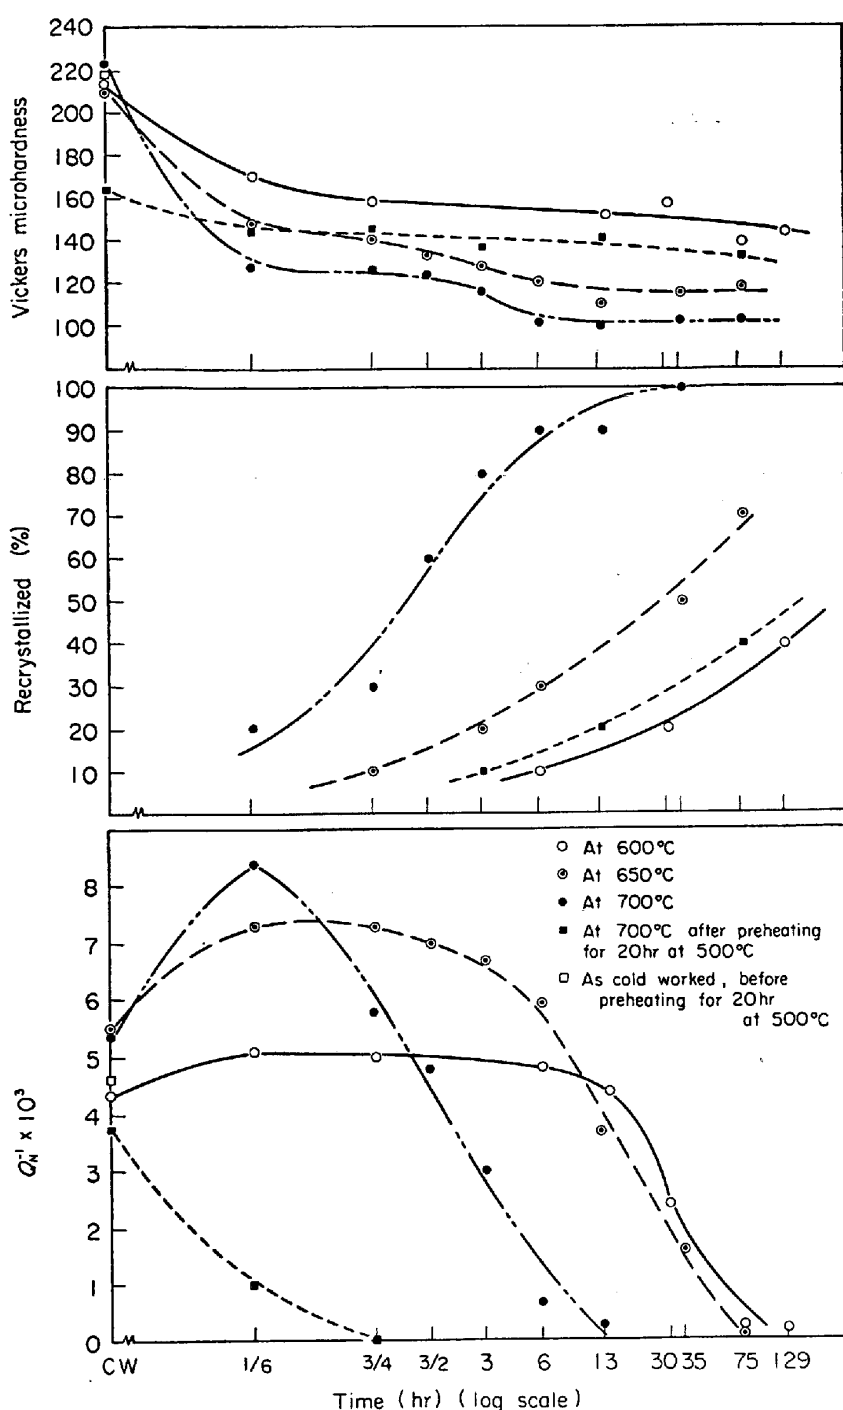 240
220
200
180
160
140
120
100
Vickers microhardness
100
90
80
70
60
50
40
30
20
10
Recrystallized (%)
8
7
6
5
4
3
2
1
0
Q_N^-1 x 10^3
At 600°C
At 650°C
At 700°C
At 700°C after preheating
for 20hr at 500°C
As cold worked, before
preheating for 20hr
at 500°C
CW 1/6 3/4 3/2 3 6 13 30 35 75 129
Time (hr) (log scale)